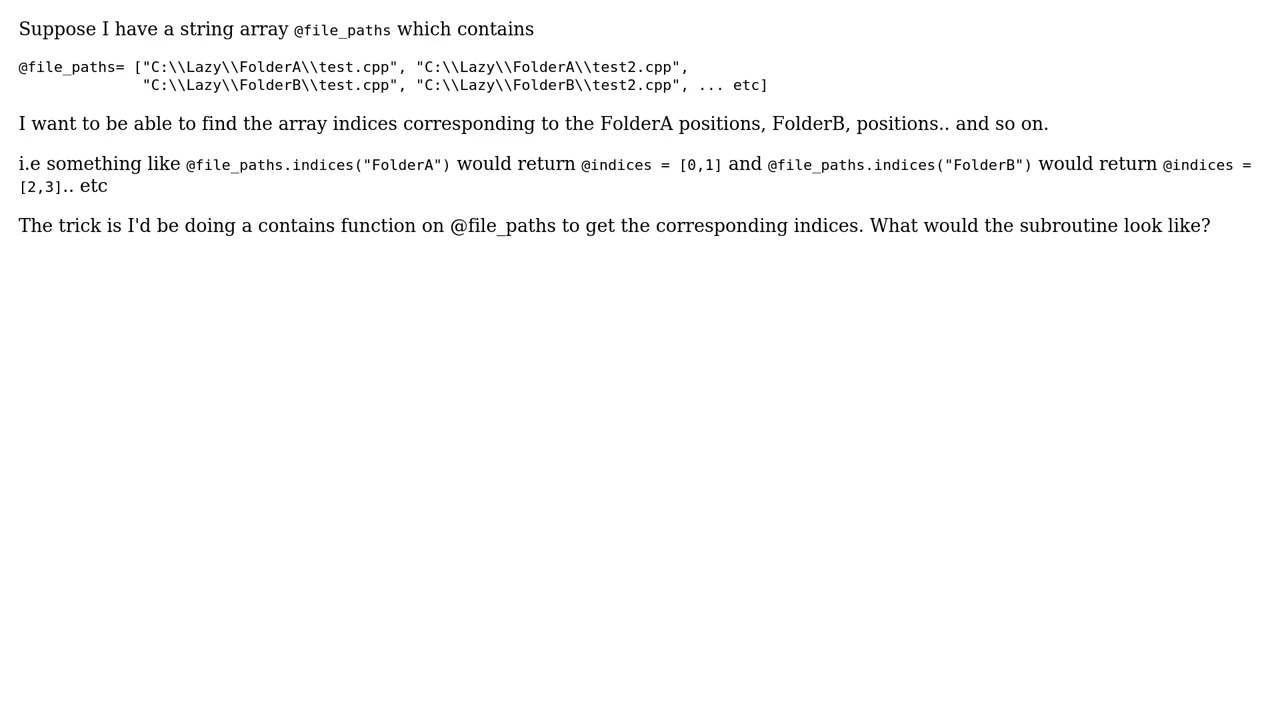 Suppose I have a string array @file_paths which contains
@file_paths= ["C:\\Lazy\\FolderA\\test.cpp", "C:\\Lazy\\FolderA\\test2.cpp",
"C:\\Lazy\\FolderB\\test.cpp", "C:\\Lazy\\FolderB\\test2.cpp", ... etc]
I want to be able to find the array indices corresponding to the FolderA positions, FolderB, positions.. and so on.
i.e something like @file_paths.indices("FolderA") would return @indices = [0,1] and @file_paths.indices("FolderB") would return @indices =
[2,3].. etc
The trick is I'd be doing a contains function on @file_paths to get the corresponding indices. What would the subroutine look like?